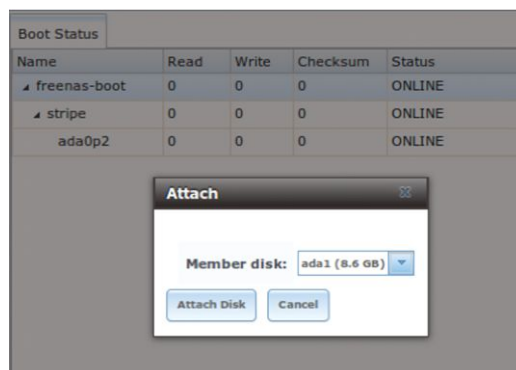 Boot Status
Name Read Write Checksum Status
freenas-boot 0 0 0 ONLINE
stripe 0 0 0 ONLINE
ada0p2 0 0 0 ONLINE
Attach
Member disk: ada1 (8.6 GB)
Attach Disk Cancel